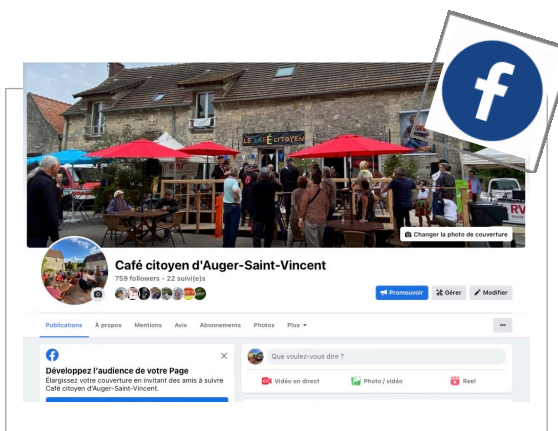 LE CAFÉ CITOYEN
RV
Changer la photo de couverture
Café citoyen d'Auger-Saint-Vincent
759 followers • 22 suivi(e)s
Promouvoir Gérer Modifier
Publications À propos Mentions Avis Abonnements Photos Plus
Développez l'audience de votre Page
Élargissez votre couverture en invitant des amis à suivre
Café citoyen d'Auger-Saint-Vincent.
Que voulez-vous dire ?
Vidéo en direct Photo / vidéo Reel